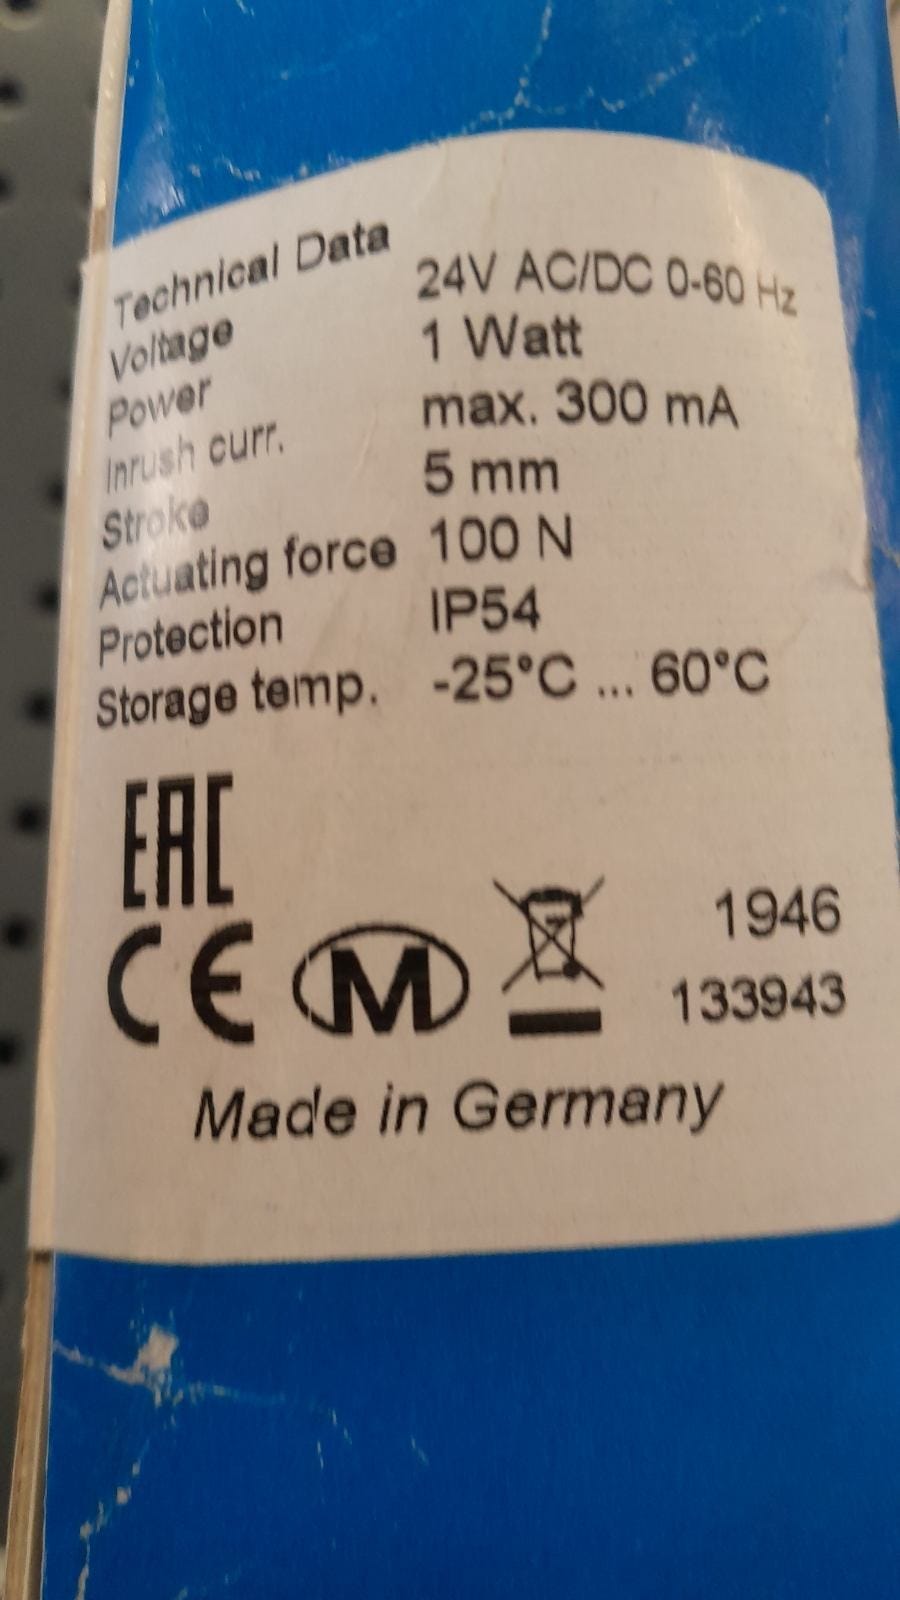 Technical Data
Voltage 24V AC/DC 0-60 Hz
Power 1 Watt
Inrush curr. max. 300 mA
Stroke 5 mm
Actuating force 100 N
Protection IP54
Storage temp. -25°C ... 60°C
EAC
CE M 1946
133943
Made in Germany